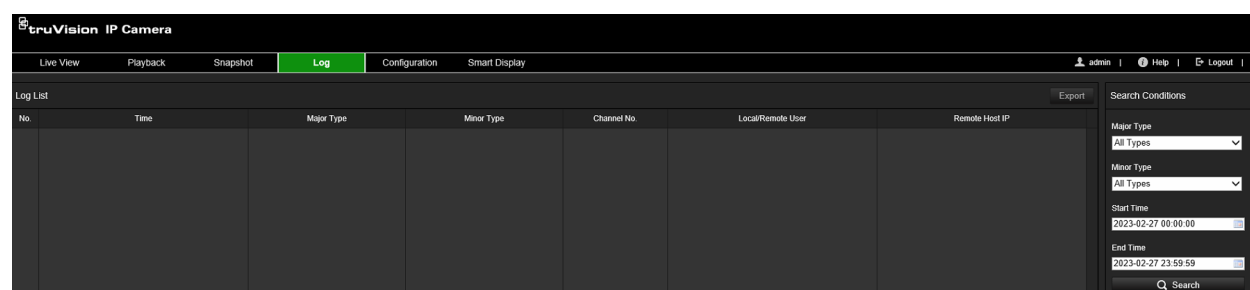 truVision IP Camera
Live View Playback Snapshot Log Configuration Smart Display admin | Help | Logout |
Log List Export Search Conditions
No. Time Major Type Minor Type Channel No. Local/Remote User Remote Host IP
Major Type
All Types
Minor Type
All Types
Start Time
2023-02-27 00:00:00
End Time
2023-02-27 23:59:59
Search